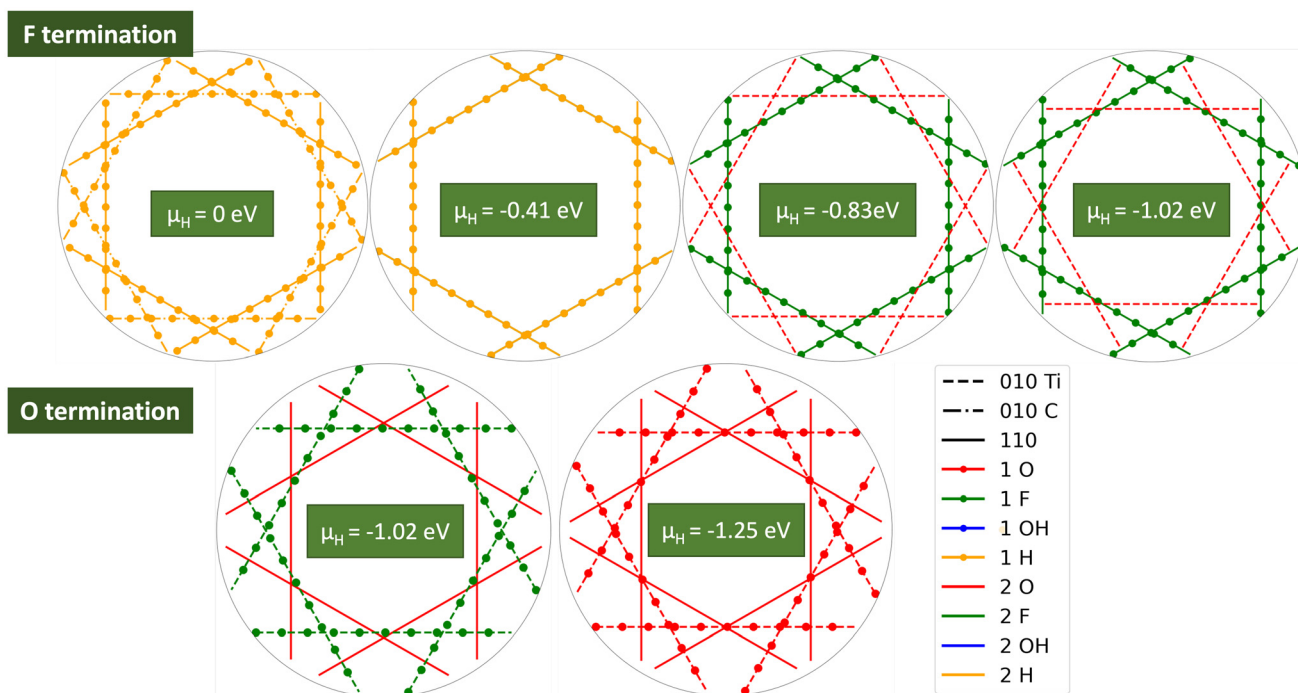 F termination
μH = 0 eV
μH = -0.41 eV
μH = -0.83eV
μH = -1.02 eV
O termination
μH = -1.02 eV
μH = -1.25 eV
010 Ti
010 C
110
1 O
1 F
1 OH
1 H
2 O
2 F
2 OH
2 H